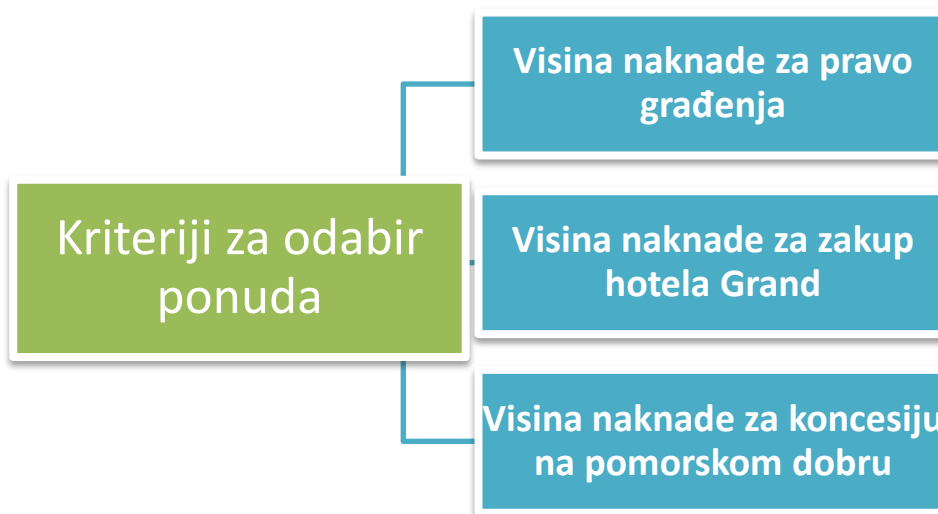 Visina naknade za pravo
građenja
Kriteriji za odabir
ponuda
Visina naknade za zakup
hotela Grand
Visina naknade za koncesiju
na pomorskom dobru